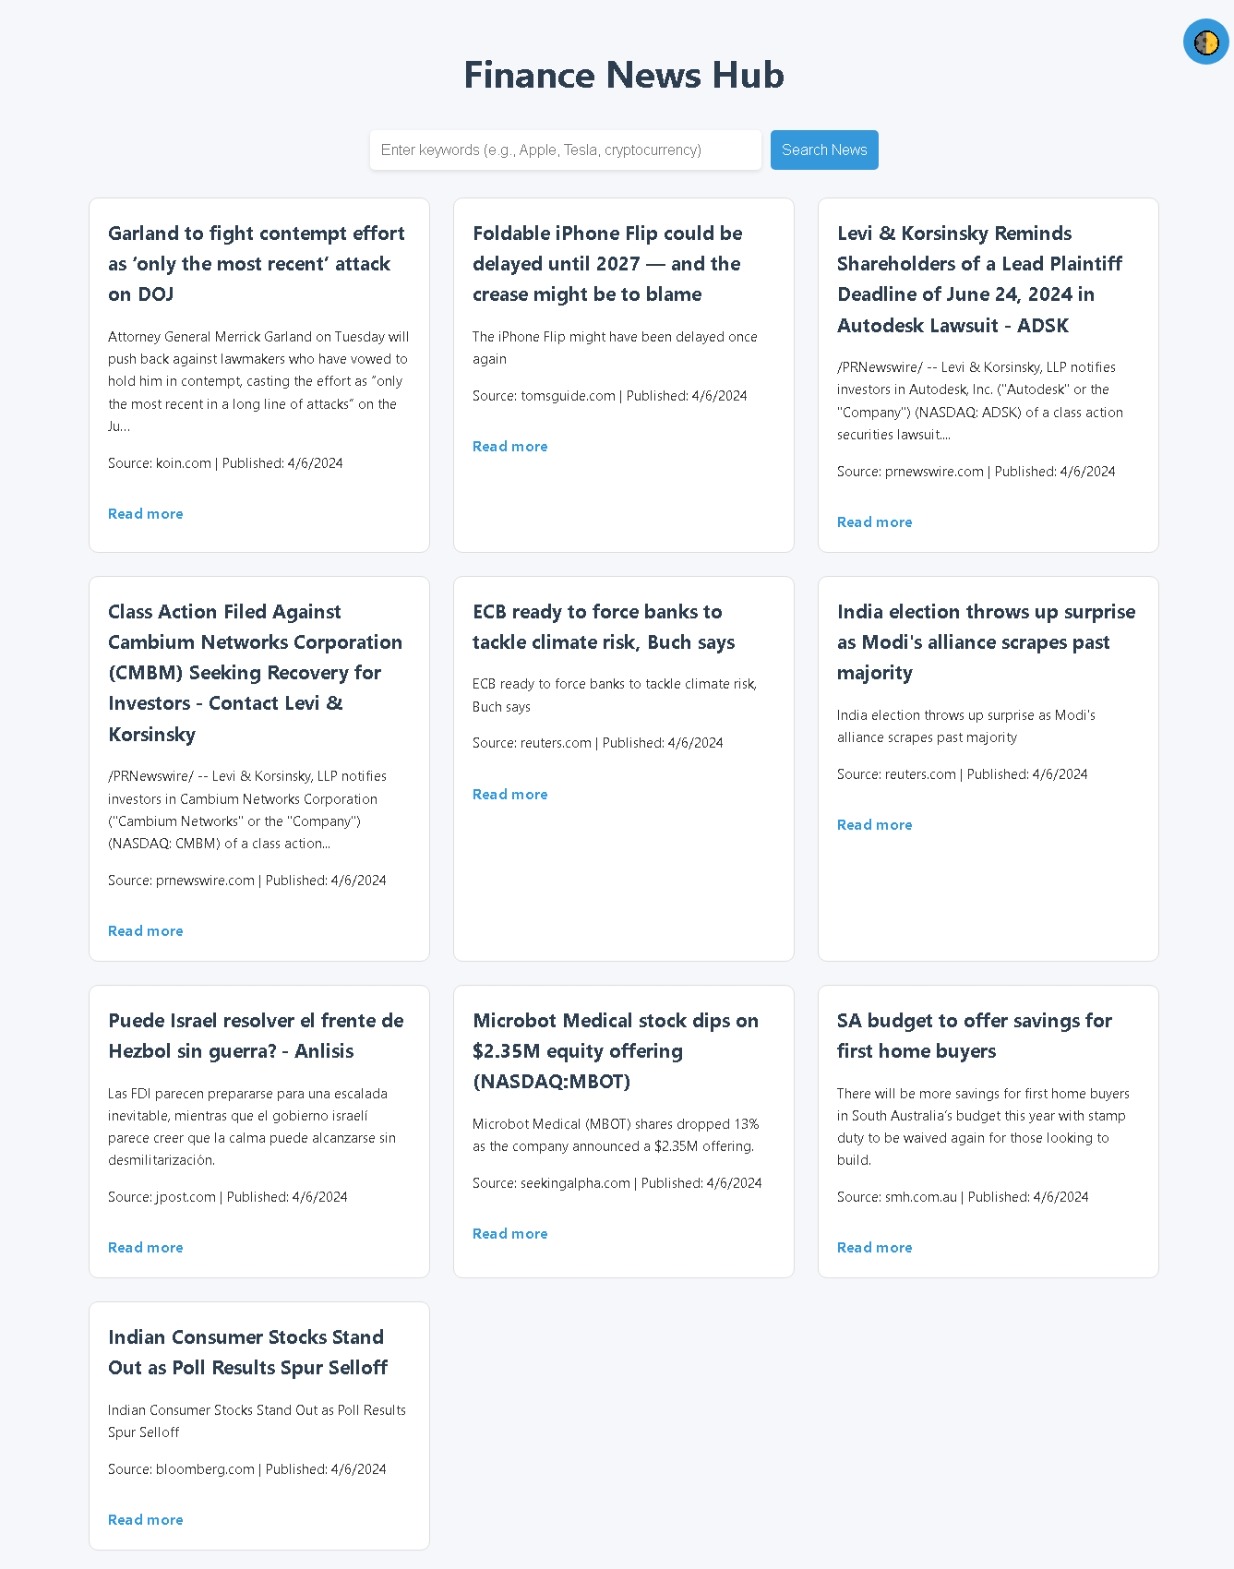 Finance News Hub
Enter keywords (e.g., Apple, Tesla, cryptocurrency)
Search News
Garland to fight contempt effort
as ‘only the most recent’ attack
on DOJ
Attorney General Merrick Garland on Tuesday will
push back against lawmakers who have vowed to
hold him in contempt, casting the effort as “only
the most recent in a long line of attacks” on the
Ju...
Source: koin.com | Published: 4/6/2024
Read more
Foldable iPhone Flip could be
delayed until 2027 — and the
crease might be to blame
The iPhone Flip might have been delayed once
again
Source: tomsguide.com | Published: 4/6/2024
Read more
Levi & Korsinsky Reminds
Shareholders of a Lead Plaintiff
Deadline of June 24, 2024 in
Autodesk Lawsuit - ADSK
/PRNewswire/ -- Levi & Korsinsky, LLP notifies
investors in Autodesk, Inc. ("Autodesk" or the
"Company") (NASDAQ: ADSK) of a class action
securities lawsuit....
Source: prnewswire.com | Published: 4/6/2024
Read more
Class Action Filed Against
Cambium Networks Corporation
(CMBM) Seeking Recovery for
Investors - Contact Levi &
Korsinsky
/PRNewswire/ -- Levi & Korsinsky, LLP notifies
investors in Cambium Networks Corporation
("Cambium Networks" or the "Company")
(NASDAQ: CMBM) of a class action...
Source: prnewswire.com | Published: 4/6/2024
Read more
ECB ready to force banks to
tackle climate risk, Buch says
ECB ready to force banks to tackle climate risk,
Buch says
Source: reuters.com | Published: 4/6/2024
Read more
India election throws up surprise
as Modi's alliance scrapes past
majority
India election throws up surprise as Modi's
alliance scrapes past majority
Source: reuters.com | Published: 4/6/2024
Read more
Puede Israel resolver el frente de
Hezbol sin guerra? - Anlisis
Las FDI parecen prepararse para una escalada
inevitable, mientras que el gobierno israelí
parece creer que la calma puede alcanzarse sin
desmilitarización.
Source: jpost.com | Published: 4/6/2024
Read more
Microbot Medical stock dips on
$2.35M equity offering
(NASDAQ:MBOT)
Microbot Medical (MBOT) shares dropped 13%
as the company announced a $2.35M offering.
Source: seekingalpha.com | Published: 4/6/2024
Read more
SA budget to offer savings for
first home buyers
There will be more savings for first home buyers
in South Australia’s budget this year with stamp
duty to be waived again for those looking to
build.
Source: smh.com.au | Published: 4/6/2024
Read more
Indian Consumer Stocks Stand
Out as Poll Results Spur Selloff
Indian Consumer Stocks Stand Out as Poll Results
Spur Selloff
Source: bloomberg.com | Published: 4/6/2024
Read more